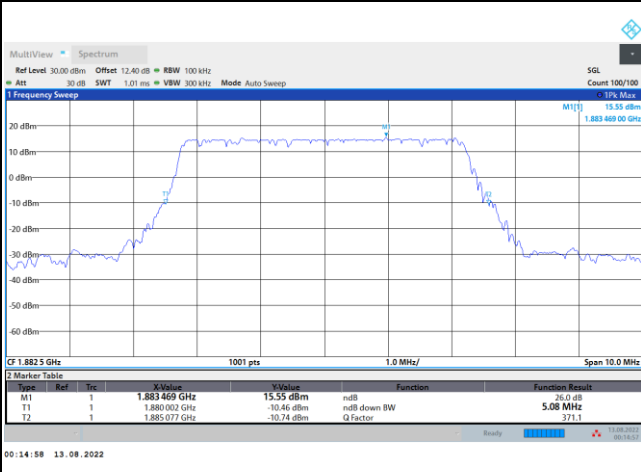 MultiView Spectrum
Ref Level 30.00 dBm Offset 12.40 dB RBW 100 kHz SGL
Att 30 dB SWT 1.01 ms VBW 300 kHz Mode Auto Sweep Count 100/100
1 Frequency Sweep 1Pk Max
M1[1] 15.55 dBm
1.883 469 00 GHz
M1
20 dBm
10 dBm
0 dBm
T1 T2
-10 dBm
-20 dBm
-30 dBm
-40 dBm
-50 dBm
-60 dBm
CF 1.882 5 GHz 1001 pts 1.0 MHz/ Span 10.0 MHz
2 Marker Table
Type Ref Trc X-Value Y-Value Function Function Result
M1 1 1.883 469 GHz 15.55 dBm ndB 26.0 dB
T1 1 1.880 002 GHz -10.46 dBm ndB down BW 5.08 MHz
T2 1 1.885 077 GHz -10.74 dBm Q Factor 371.1
Ready 13.08.2022
00:14:57
00:14:58 13.08.2022